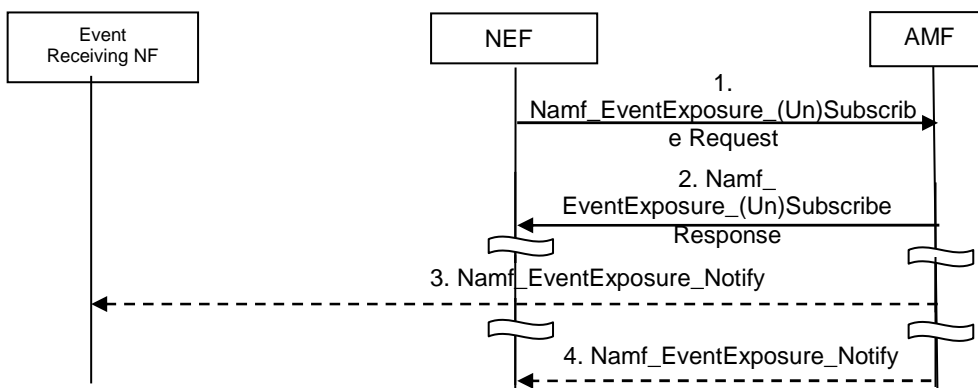 Event
Receiving NF
NEF
AMF
1.
Namf_EventExposure_(Un)Subscrib
e Request
2. Namf_
EventExposure_(Un)Subscribe
Response
3. Namf_EventExposure_Notify
4. Namf_EventExposure_Notify